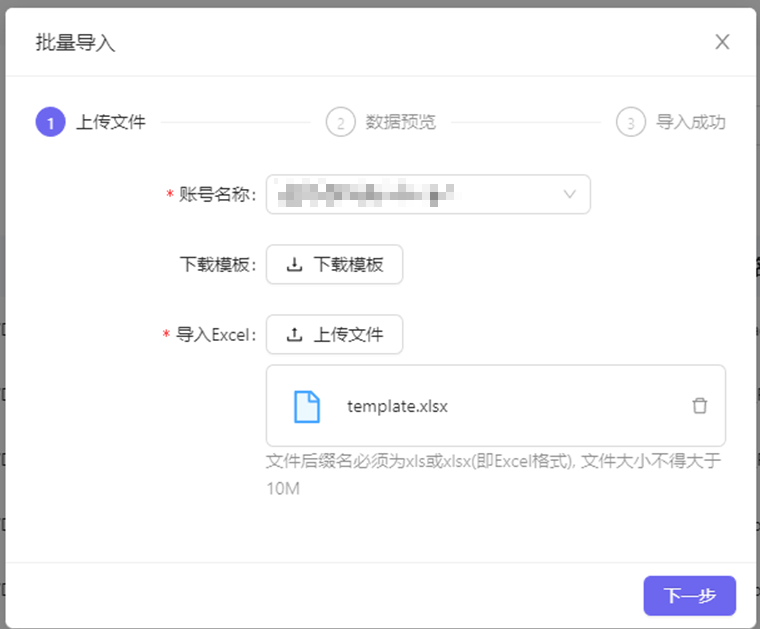 批量导入
1 上传文件 2 数据预览 3 导入成功
* 账号名称:
下载模板: 下载模板
* 导入Excel: 上传文件
template.xlsx
文件后缀名必须为xls或xlsx(即Excel格式), 文件大小不得大于
10M
下一步